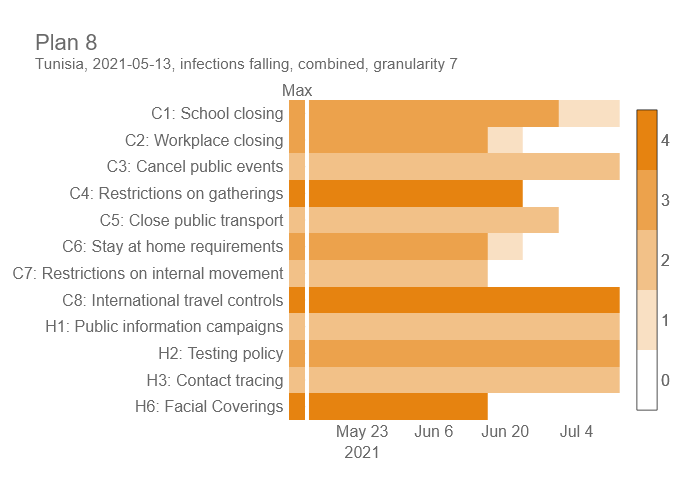 Plan 8
Tunisia, 2021-05-13, infections falling, combined, granularity 7
Max
C1: School closing
C2: Workplace closing
C3: Cancel public events
C4: Restrictions on gatherings
C5: Close public transport
C6: Stay at home requirements
C7: Restrictions on internal movement
C8: International travel controls
H1: Public information campaigns
H2: Testing policy
H3: Contact tracing
H6: Facial Coverings
May 23 Jun 6 Jun 20 Jul 4
2021
4
3
2
1
0